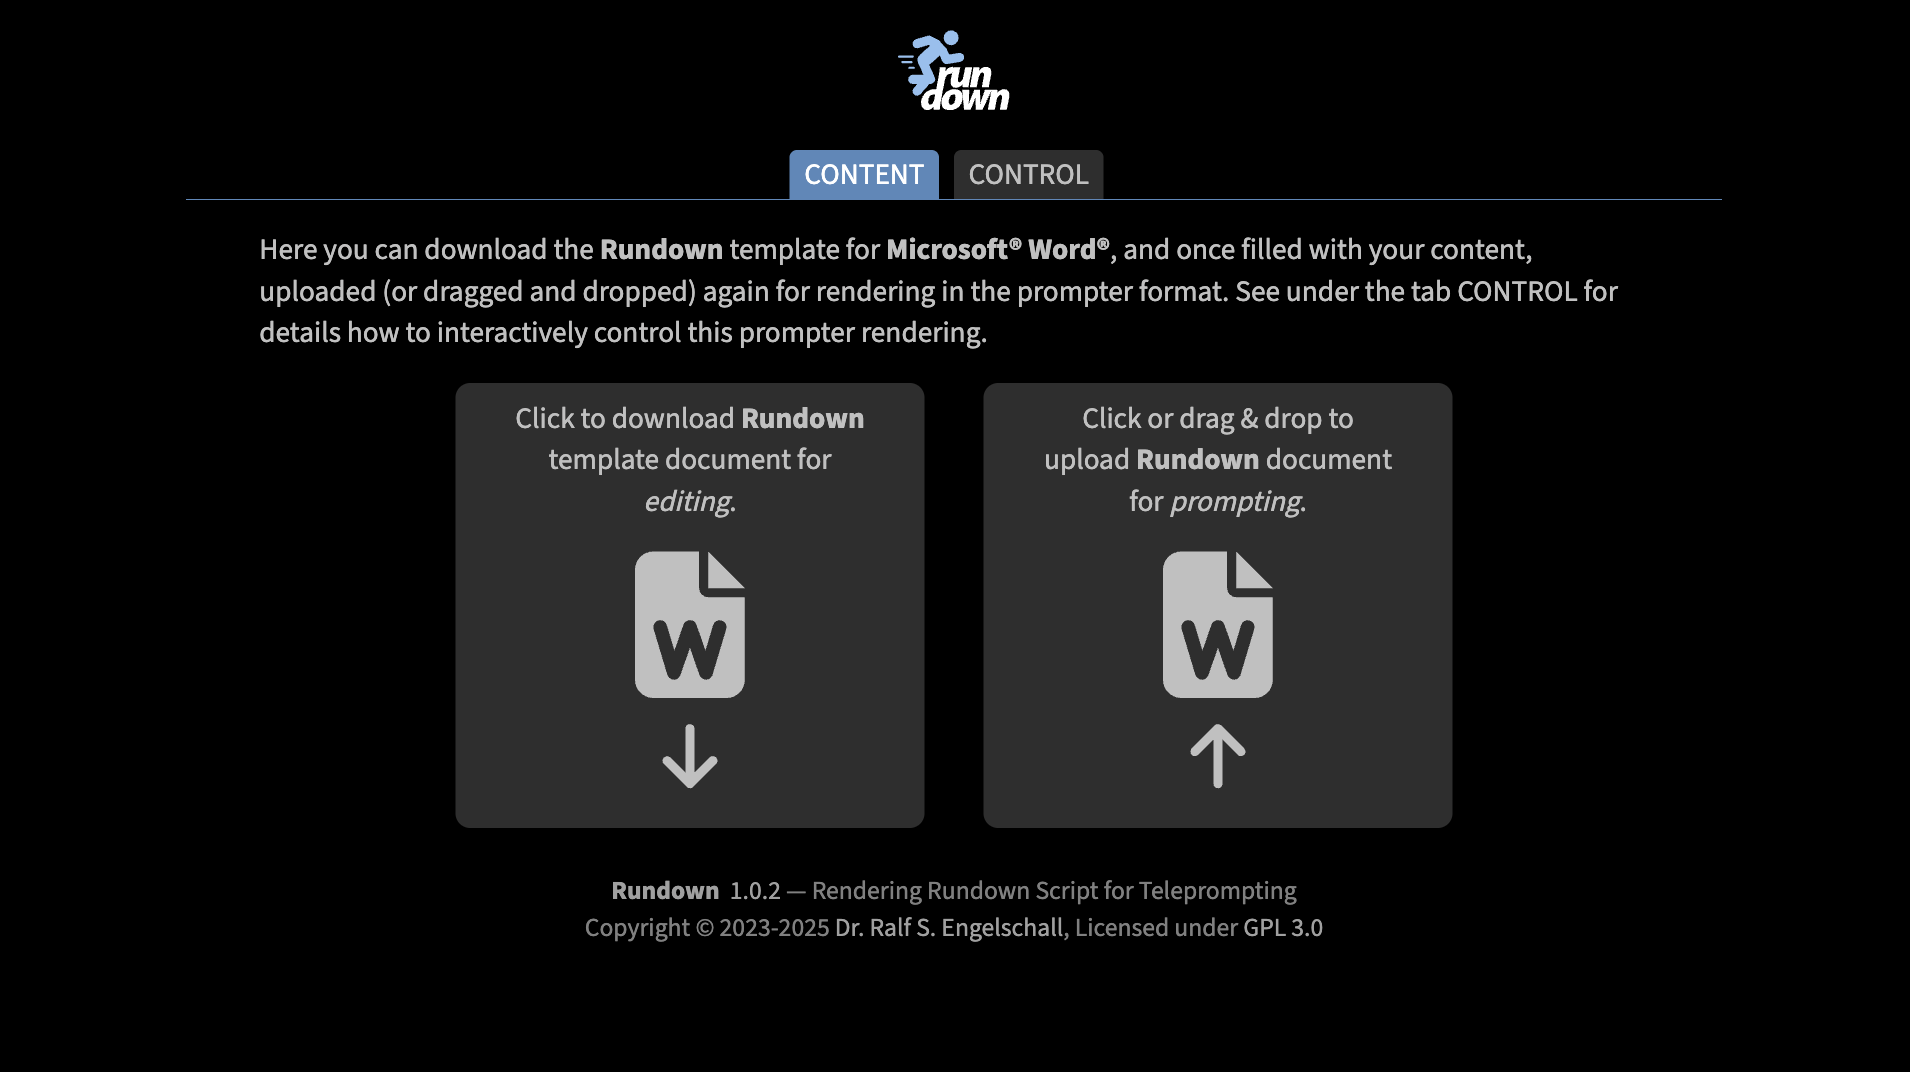 run
down
CONTENT CONTROL
Here you can download the Rundown template for Microsoft® Word®, and once filled with your content,
uploaded (or dragged and dropped) again for rendering in the prompter format. See under the tab CONTROL for
details how to interactively control this prompter rendering.
Click to download Rundown
template document for
editing.
W
Click or drag & drop to
upload Rundown document
for prompting.
W
Rundown 1.0.2 — Rendering Rundown Script for Teleprompting
Copyright © 2023-2025 Dr. Ralf S. Engelschall, Licensed under GPL 3.0